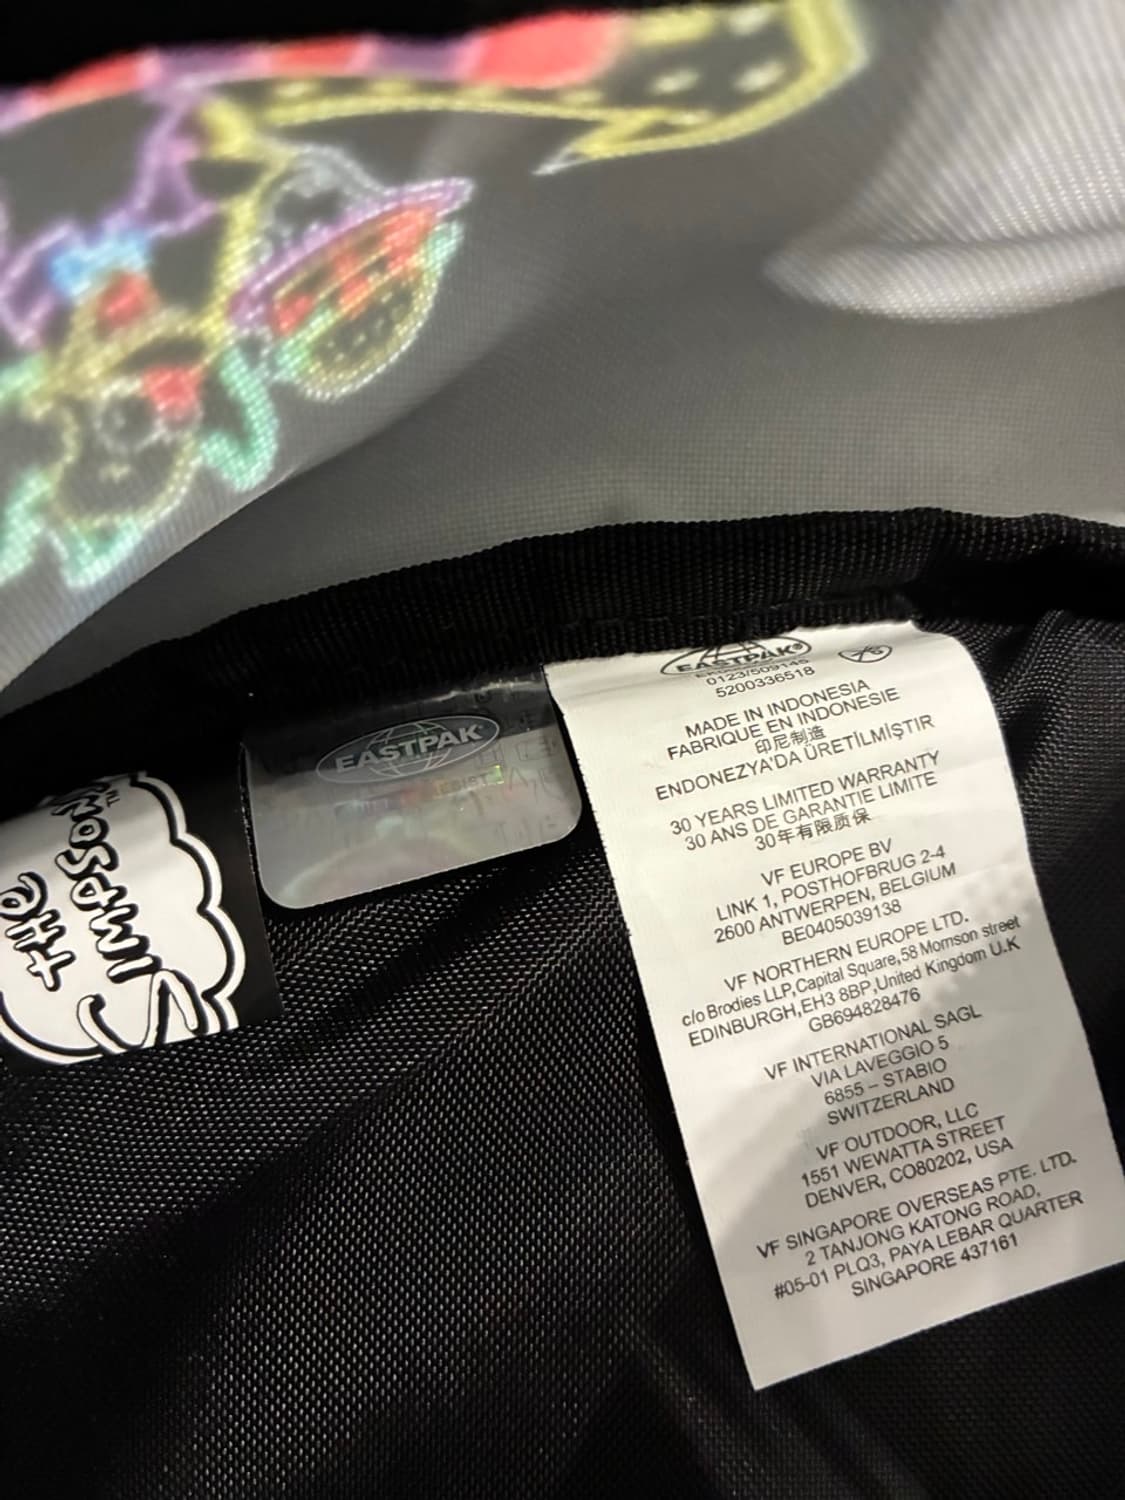 THE
SIMPSONS
TM
EASTPAK
EASTPAK®
0123/509145
5200336518
MADE IN INDONESIA
FABRIQUE EN INDONESIE
印尼制造
ENDONEZYA'DA ÜRETİLMİŞTIR
30 YEARS LIMITED WARRANTY
30 ANS DE GARANTIE LIMITE
30年有限质保
VF EUROPE BV
LINK 1, POSTHOFBRUG 2-4
2600 ANTWERPEN, BELGIUM
BE0405039138
VF NORTHERN EUROPE LTD.
c/o Brodies LLP,Capital Square,58 Morrison street
EDINBURGH,EH3 8BP,United Kingdom U.K
GB694828476
VF INTERNATIONAL SAGL
VIA LAVEGGIO 5
6855 – STABIO
SWITZERLAND
VF OUTDOOR, LLC
1551 WEWATTA STREET
DENVER, CO80202, USA
VF SINGAPORE OVERSEAS PTE. LTD.
2 TANJONG KATONG ROAD,
#05-01 PLQ3, PAYA LEBAR QUARTER
SINGAPORE 437161